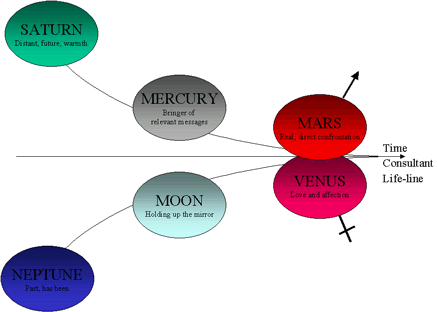 SATURN
Distant, future, warmth
MERCURY
Bringer of
relevant messages
MARS
Real, direct confrontation
Time
Consultant
Life-line
VENUS
Love and affection
MOON
Holding up the mirror
NEPTUNE
Past, has been